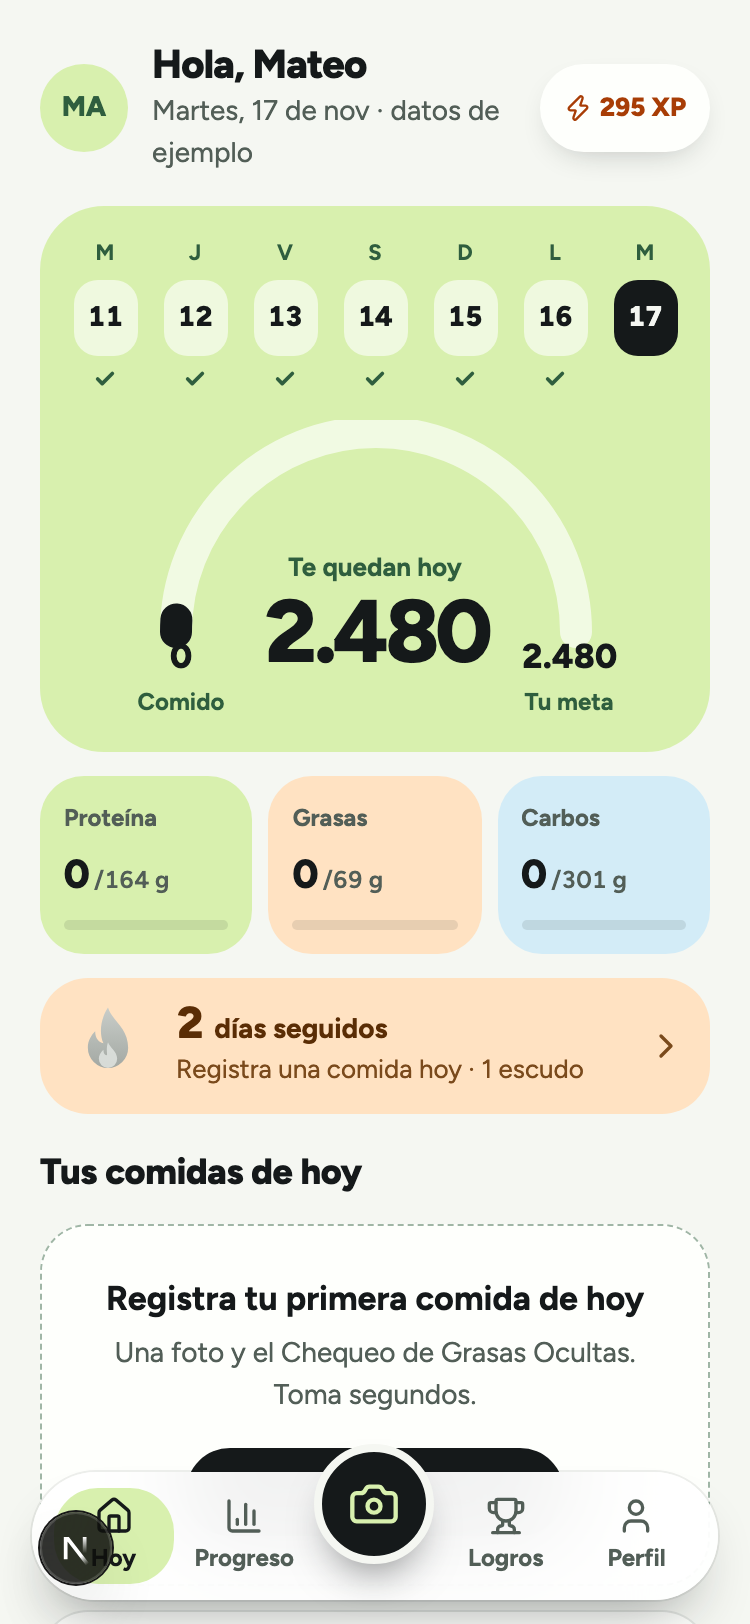 MA
Hola, Mateo
Martes, 17 de nov · datos de
ejemplo
295 XP
M J V S D L M
11 12 13 14 15 16 17
Te quedan hoy
2.480
0
2.480
Comido
Tu meta
Proteína
0/164 g
Grasas
0/69 g
Carbos
0/301 g
2 días seguidos
Registra una comida hoy · 1 escudo
Tus comidas de hoy
Registra tu primera comida de hoy
Una foto y el Chequeo de Grasas Ocultas.
Toma segundos.
N
Hoy
Progreso
Logros
Perfil